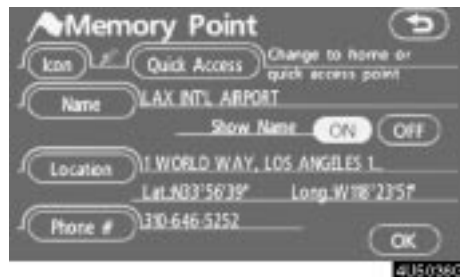 Memory Point
Icon Quick Access Change to home or
quick access point
Name LAX INT'L AIRPORT
Show Name ON OFF
Location 1 WORLD WAY, LOS ANGELES 1...
Lat.N33°56'39" Long.W118°23'57"
Phone # 310-646-5252
OK
4U5036G